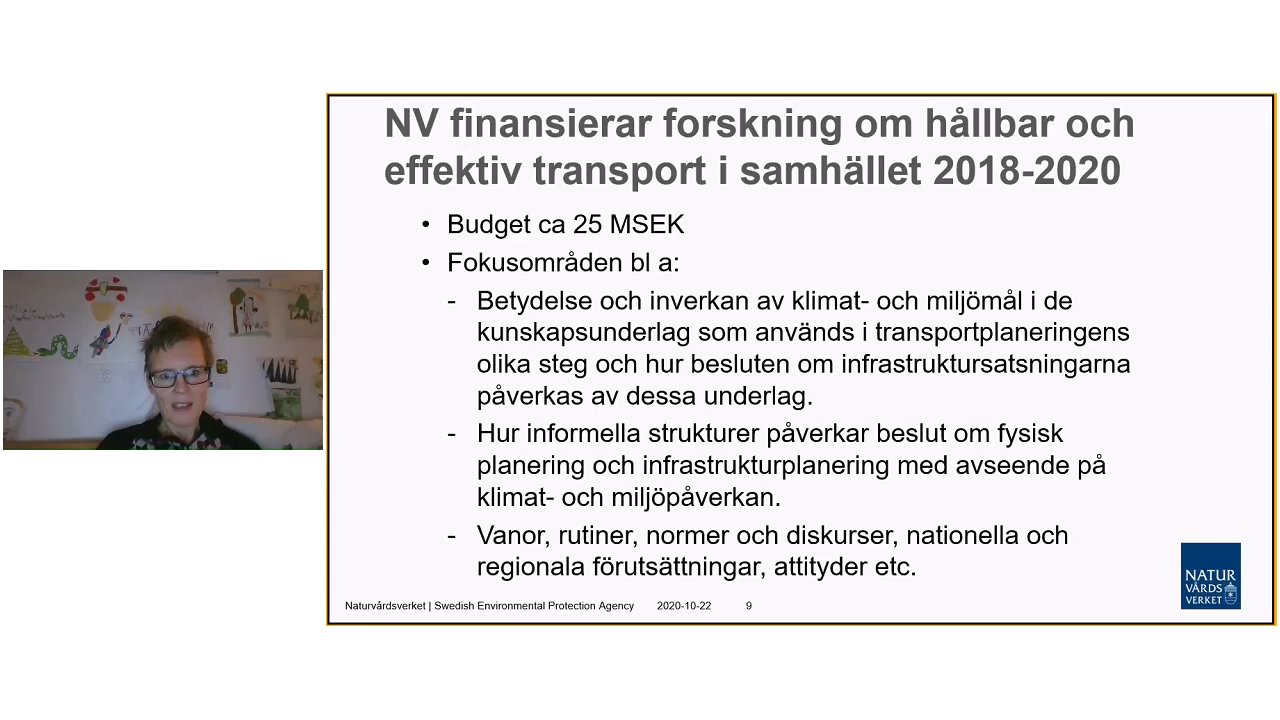 NV finansierar forskning om hållbar och
effektiv transport i samhället 2018-2020
• Budget ca 25 MSEK
• Fokusområden bl a:
- Betydelse och inverkan av klimat- och miljömål i de
kunskapsunderlag som används i transportplaneringens
olika steg och hur besluten om infrastruktursatsningarna
påverkas av dessa underlag.
- Hur informella strukturer påverkar beslut om fysisk
planering och infrastrukturplanering med avseende på
klimat- och miljöpåverkan.
- Vanor, rutiner, normer och diskurser, nationella och
regionala förutsättningar, attityder etc.
Naturvårdsverket | Swedish Environmental Protection Agency 2020-10-22 9
NATUR
VÅRDS
VERKET